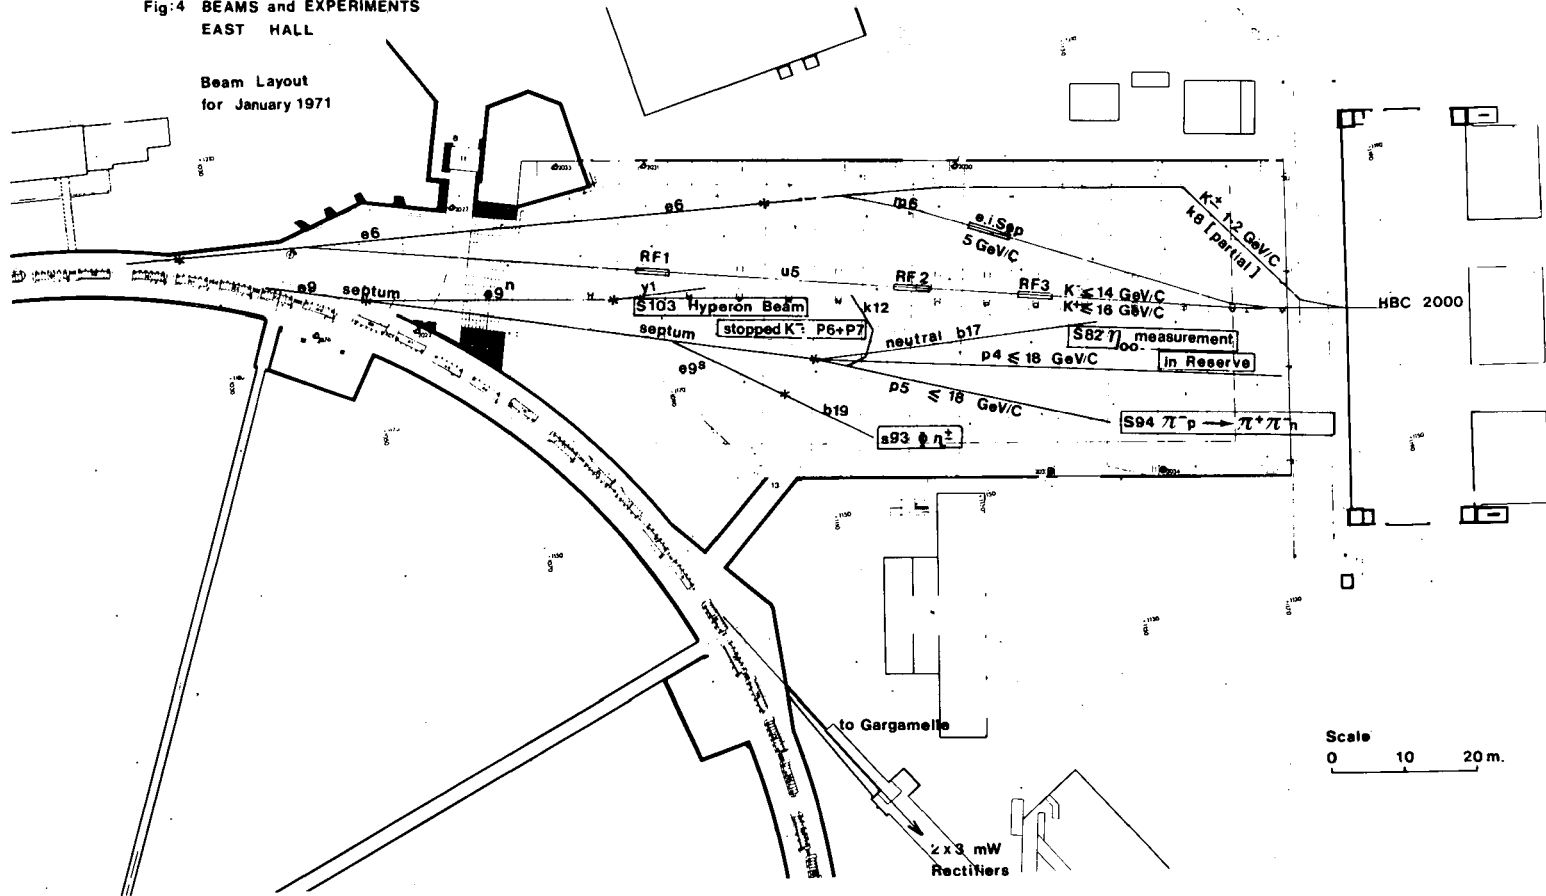 Fig:4 BEAMS and EXPERIMENTS
EAST HALL
Beam Layout
for January 1971
e6
e6
m6
e.i Sep
5 GeV/C
K± 1·2 GeV/C
k8 [ partial ]
RF1
u5
RF2
RF3
K⁻ ≤ 14 GeV/C
K⁺ ≤ 16 GeV/C
HBC 2000
e9
septum
e9ⁿ
y1
S103 Hyperon Beam
k12
septum
stopped K⁻: P6+P7
neutral b17
S82 η₀₀ measurement
in Reserve
p4 ≤ 18 GeV/C
e9ˢ
p5 ≤ 18 GeV/C
b19
S94 π⁻p → π⁺π⁻n
s93 Φ η±
13
to Gargamelle
2 x 3 mW
Rectifiers
Scale
0 10 20 m.